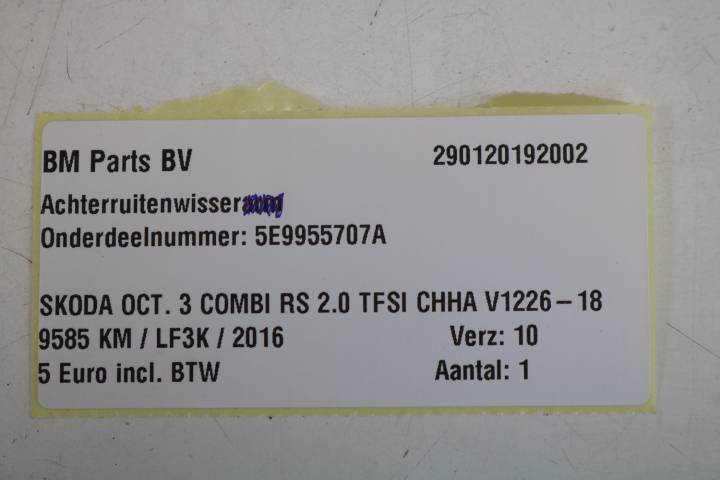 BM Parts BV 290120192002
Achterruitenwisser
Onderdeelnummer: 5E9955707A
SKODA OCT. 3 COMBI RS 2.0 TFSI CHHA V1226-18
9585 KM / LF3K / 2016 Verz: 10
5 Euro incl. BTW Aantal: 1